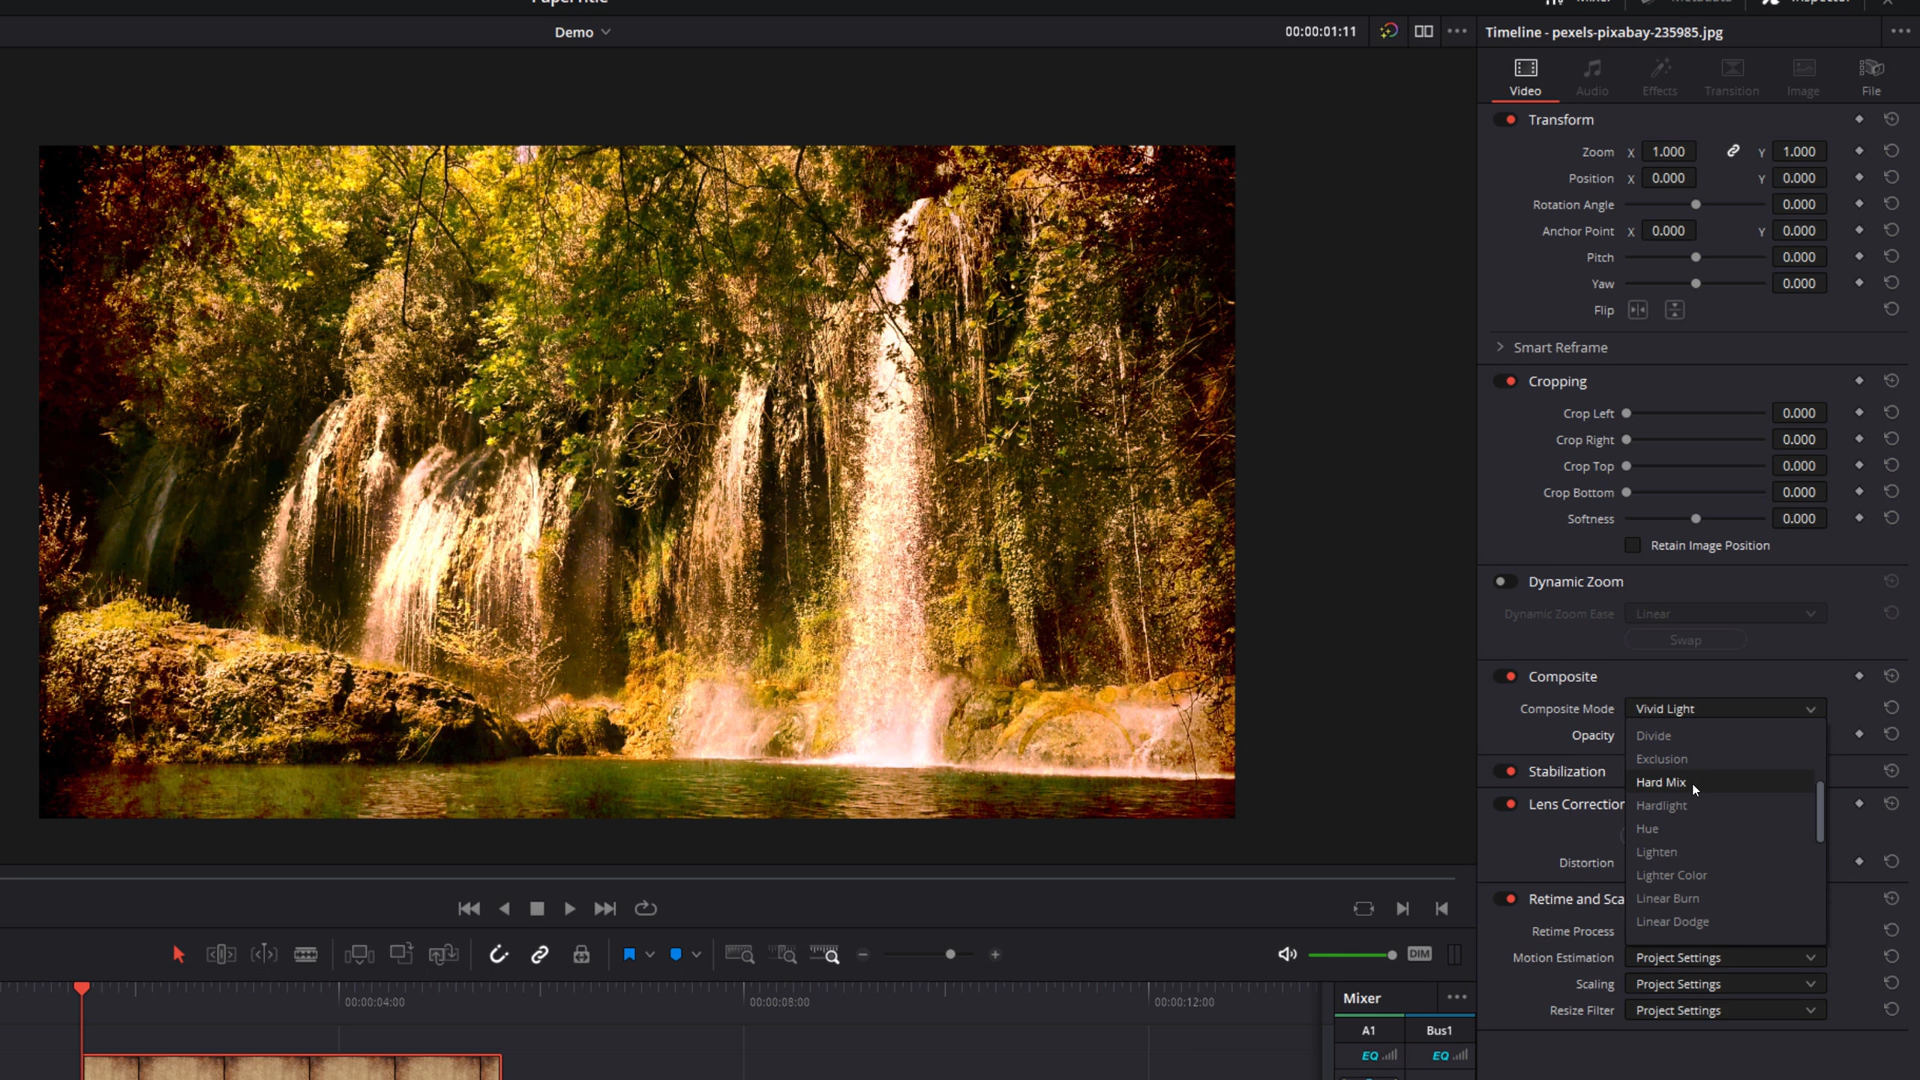 PaperTitle
Mixer
Metadata
Inspector
Demo
00:00:01:11
Timeline - pexels-pixabay-235985.jpg
Video
Audio
Effects
Transition
Image
File
Transform
Zoom X 1.000 Y 1.000
Position X 0.000 Y 0.000
Rotation Angle 0.000
Anchor Point X 0.000 Y 0.000
Pitch 0.000
Yaw 0.000
Flip
Smart Reframe
Cropping
Crop Left 0.000
Crop Right 0.000
Crop Top 0.000
Crop Bottom 0.000
Softness 0.000
Retain Image Position
Dynamic Zoom
Dynamic Zoom Ease Linear
Swap
Composite
Composite Mode Vivid Light
Opacity
Divide
Exclusion
Hard Mix
Hardlight
Hue
Lighten
Lighter Color
Linear Burn
Linear Dodge
Stabilization
Lens Correction
Distortion
Retime and Sca
Retime Process
Motion Estimation Project Settings
Scaling Project Settings
Resize Filter Project Settings
DIM
00:00:04:00
00:00:08:00
00:00:12:00
Mixer
A1
Bus1
EQ
EQ